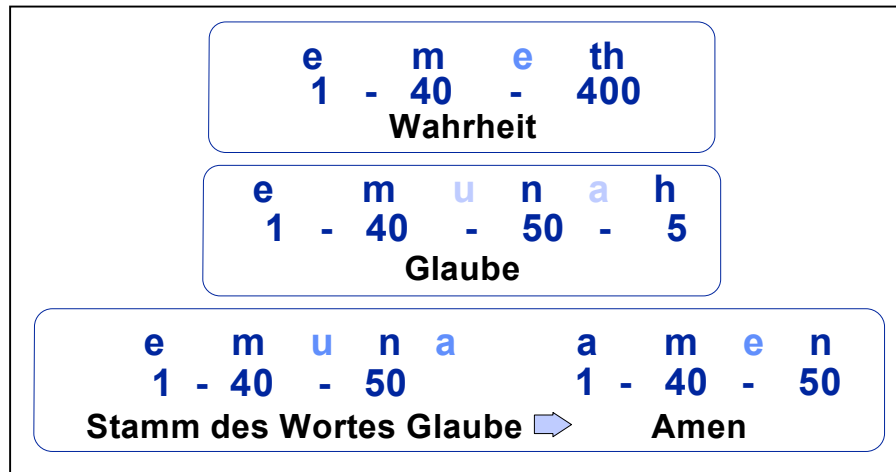 e m e th
1 - 40 - 400
Wahrheit
e m u n a h
1 - 40 - 50 - 5
Glaube
e m u n a a m e n
1 - 40 - 50 1 - 40 - 50
Stamm des Wortes Glaube Amen